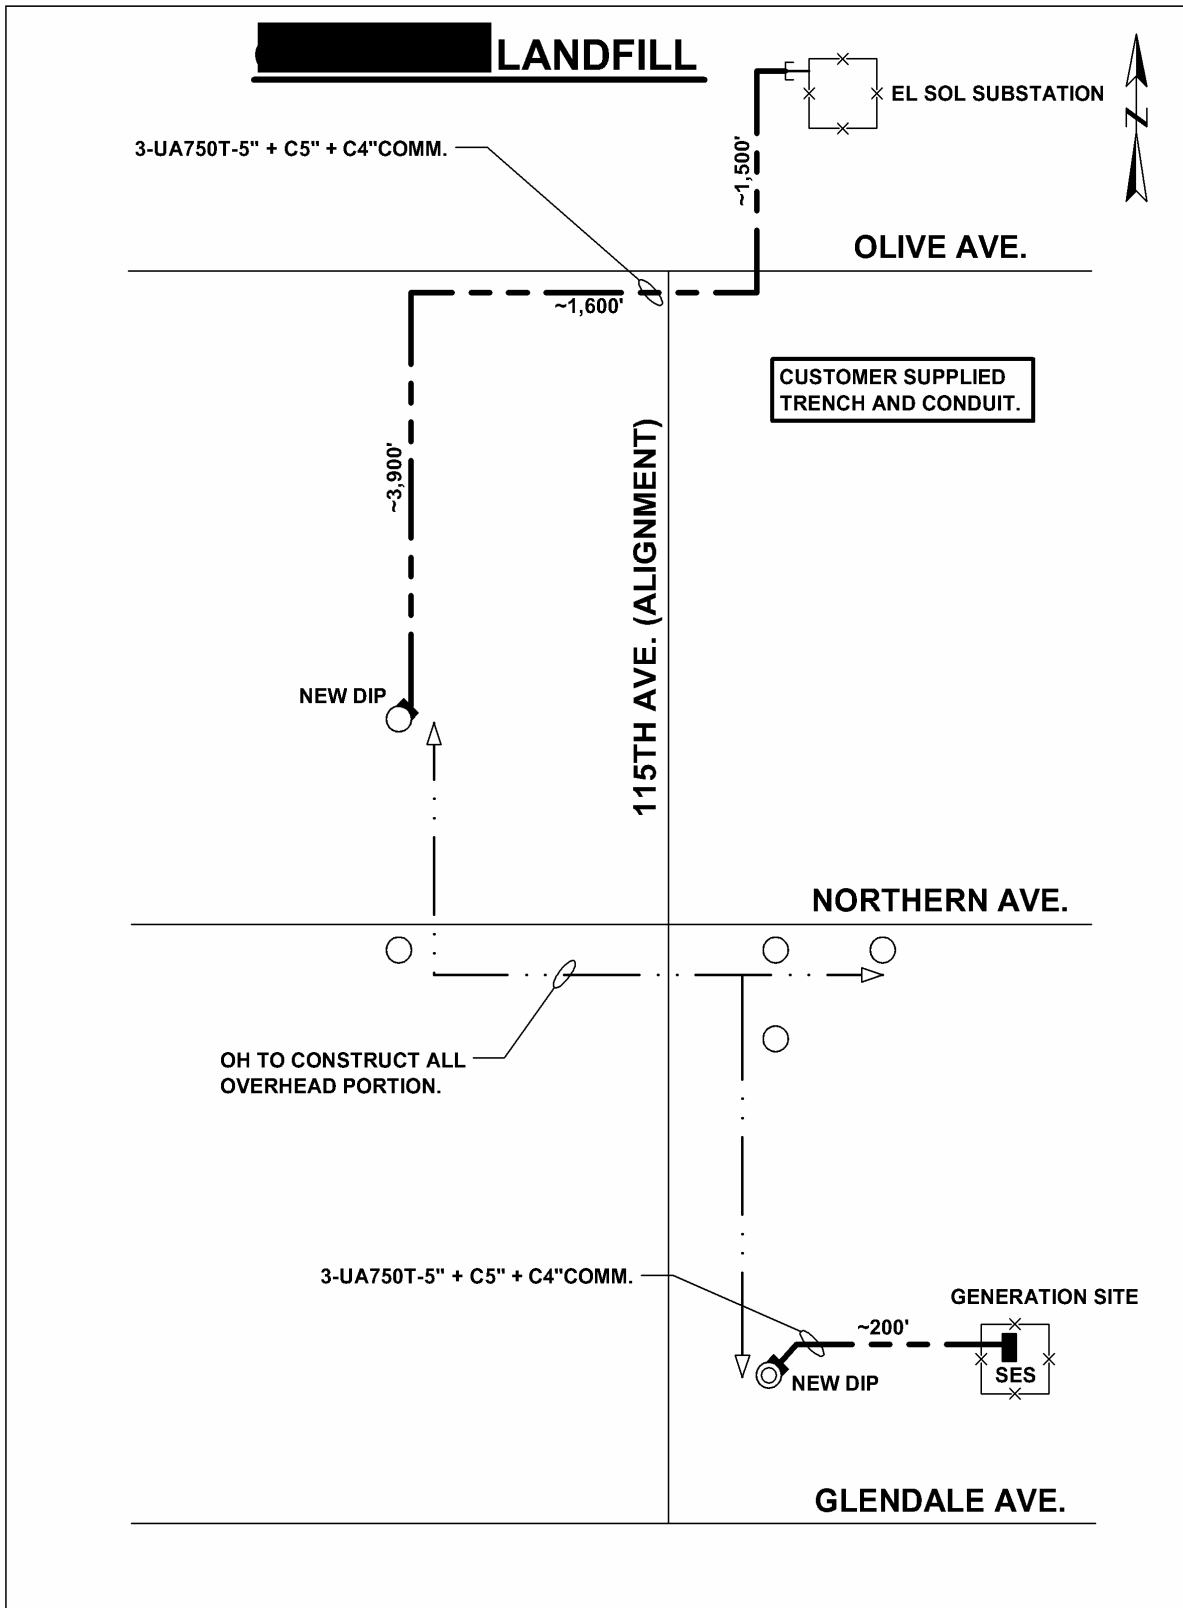 LANDFILL
EL SOL SUBSTATION
N
3-UA750T-5" + C5" + C4"COMM.
~1,500'
OLIVE AVE.
~1,600'
CUSTOMER SUPPLIED
TRENCH AND CONDUIT.
~3,900'
115TH AVE. (ALIGNMENT)
NEW DIP
NORTHERN AVE.
OH TO CONSTRUCT ALL
OVERHEAD PORTION.
3-UA750T-5" + C5" + C4"COMM.
GENERATION SITE
~200'
SES
NEW DIP
GLENDALE AVE.